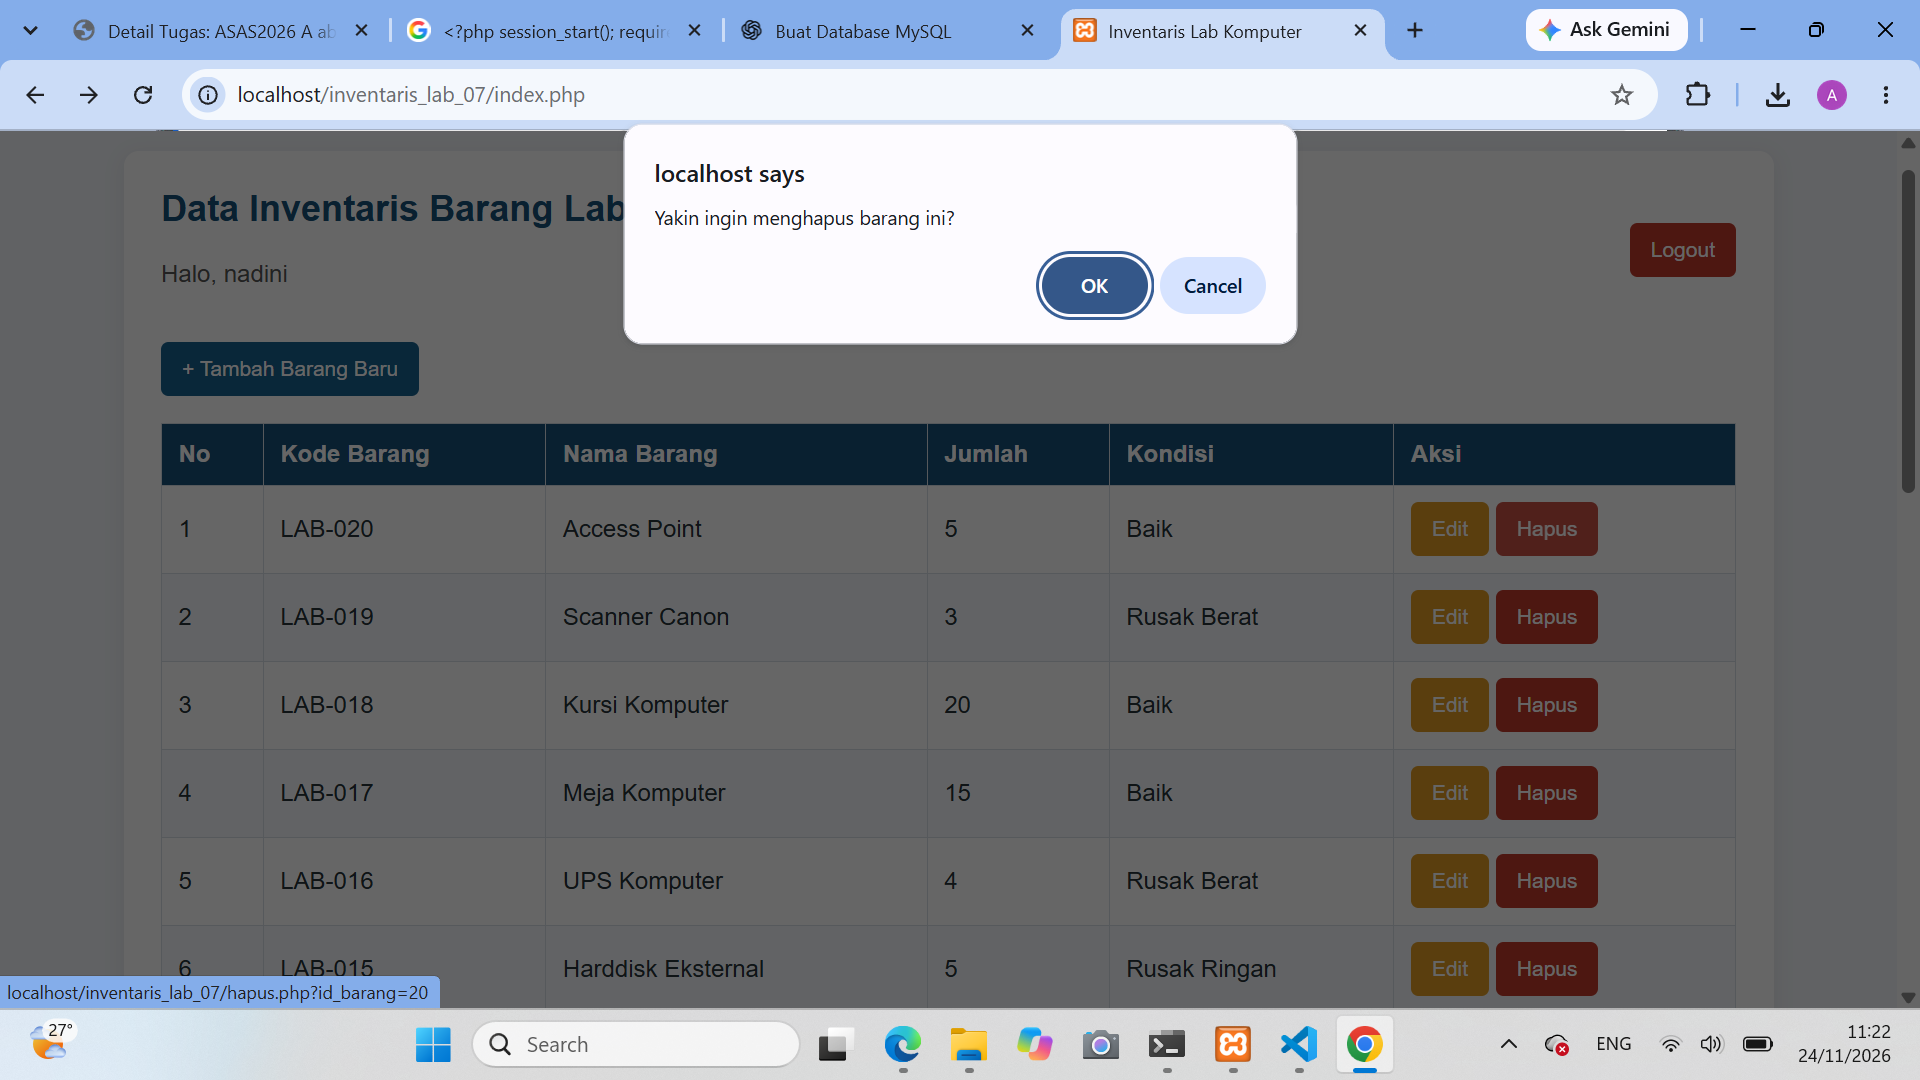 Detail Tugas: ASAS2026 A ab
<?php session_start(); requir
Buat Database MySQL
Inventaris Lab Komputer
Ask Gemini
localhost/inventaris_lab_07/index.php
A
localhost says
Yakin ingin menghapus barang ini?
OK
Cancel
Data Inventaris Barang Lab
Halo, nadini
Logout
+ Tambah Barang Baru
No Kode Barang Nama Barang Jumlah Kondisi Aksi
1 LAB-020 Access Point 5 Baik Edit Hapus
2 LAB-019 Scanner Canon 3 Rusak Berat Edit Hapus
3 LAB-018 Kursi Komputer 20 Baik Edit Hapus
4 LAB-017 Meja Komputer 15 Baik Edit Hapus
5 LAB-016 UPS Komputer 4 Rusak Berat Edit Hapus
6 LAB-015 Harddisk Eksternal 5 Rusak Ringan Edit Hapus
localhost/inventaris_lab_07/hapus.php?id_barang=20
27°
Search
ENG
11:22
24/11/2026